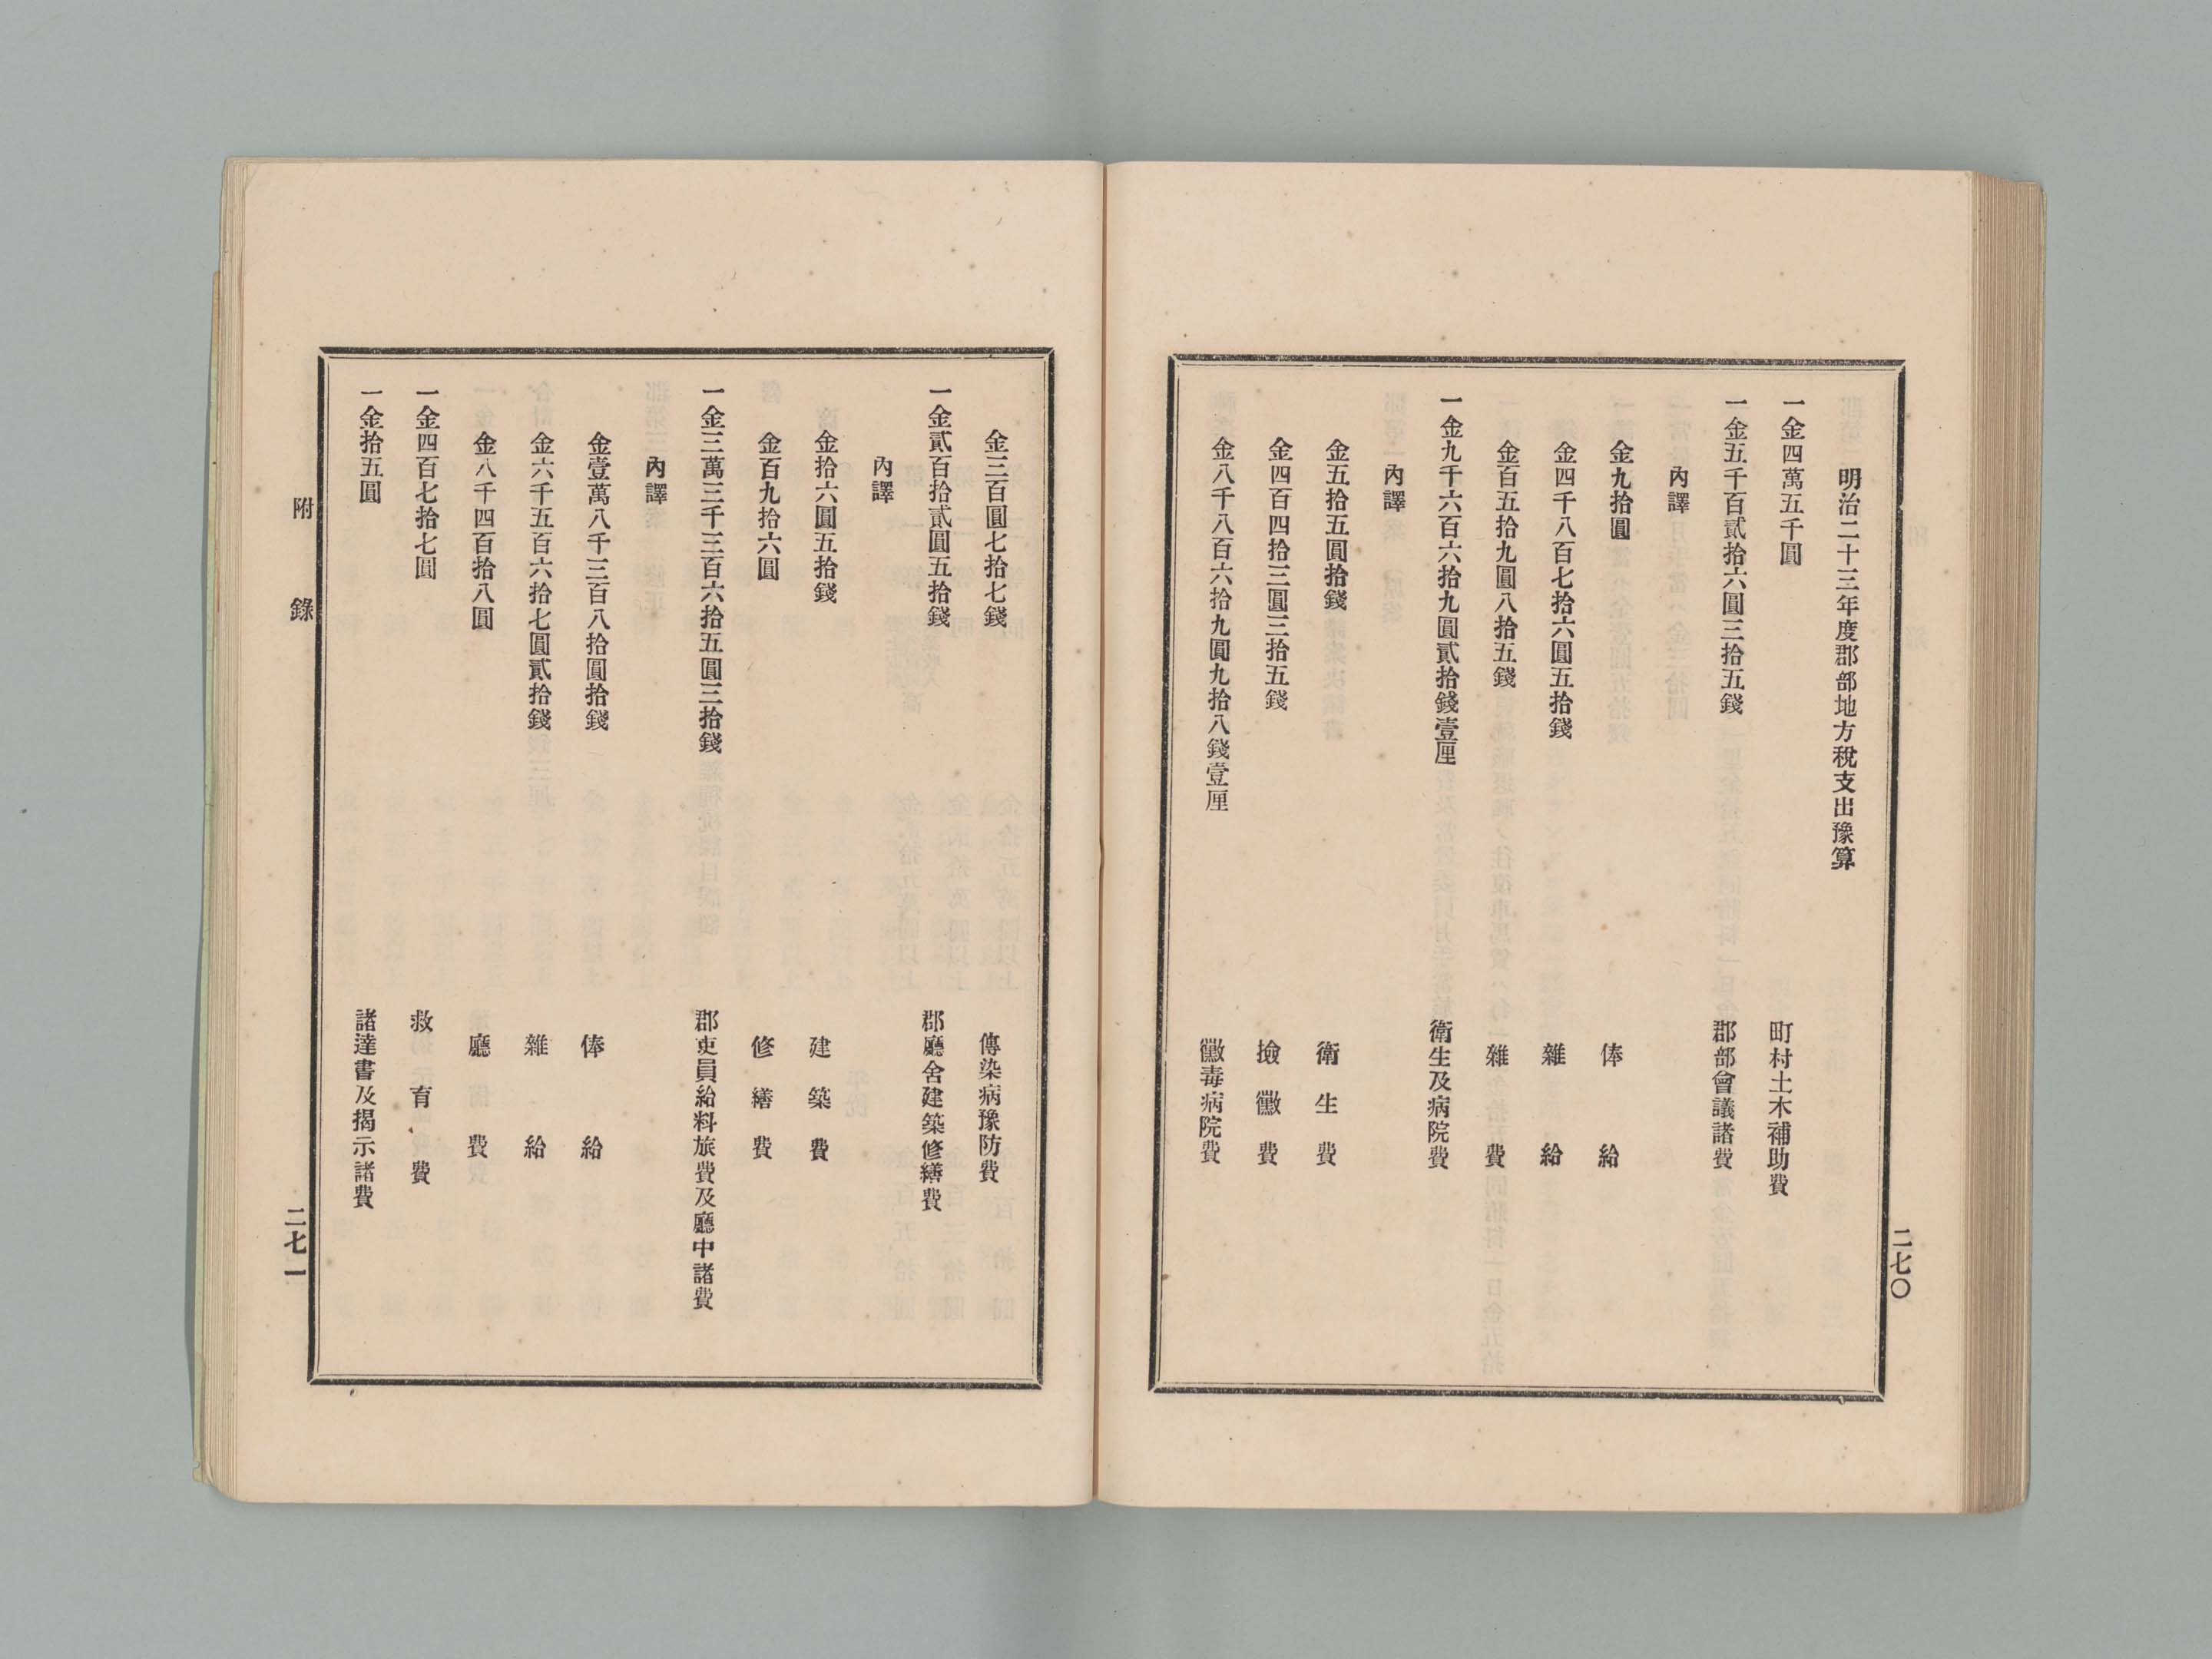 明治二十三年度郡部地方稅支出豫算
一金四萬五千圓　町村土木補助費
一金五千百貳拾六圓三拾五錢　郡部會議諸費
內譯
金九拾圓　俸給
金四千八百七拾六圓五拾錢　雜給
金百五拾九圓八拾五錢　雜費
一金九千六百六拾九圓貳拾錢壹厘　衛生及病院費
內譯
金五拾五圓拾錢　衛生費
金四百四拾三圓三拾五錢　撿黴費
金八千八百六拾九圓九拾八錢壹厘　黴毒病院費
二七〇
金三百圓七拾七錢　傳染病豫防費
一金貳百拾貳圓五拾錢　郡廳舍建築修繕費
內譯
金拾六圓五拾錢　建築費
金百九拾六圓　修繕費
一金三萬三千三百六拾五圓三拾錢　郡吏員給料旅費及廳中諸費
內譯
金壹萬八千三百八拾圓拾錢　俸給
金六千五百六拾七圓貳拾錢　雜給
金八千四百拾八圓　廳費
一金四百七拾七圓　救育費
一金拾五圓　諸達書及揭示諸費
附錄
二七一